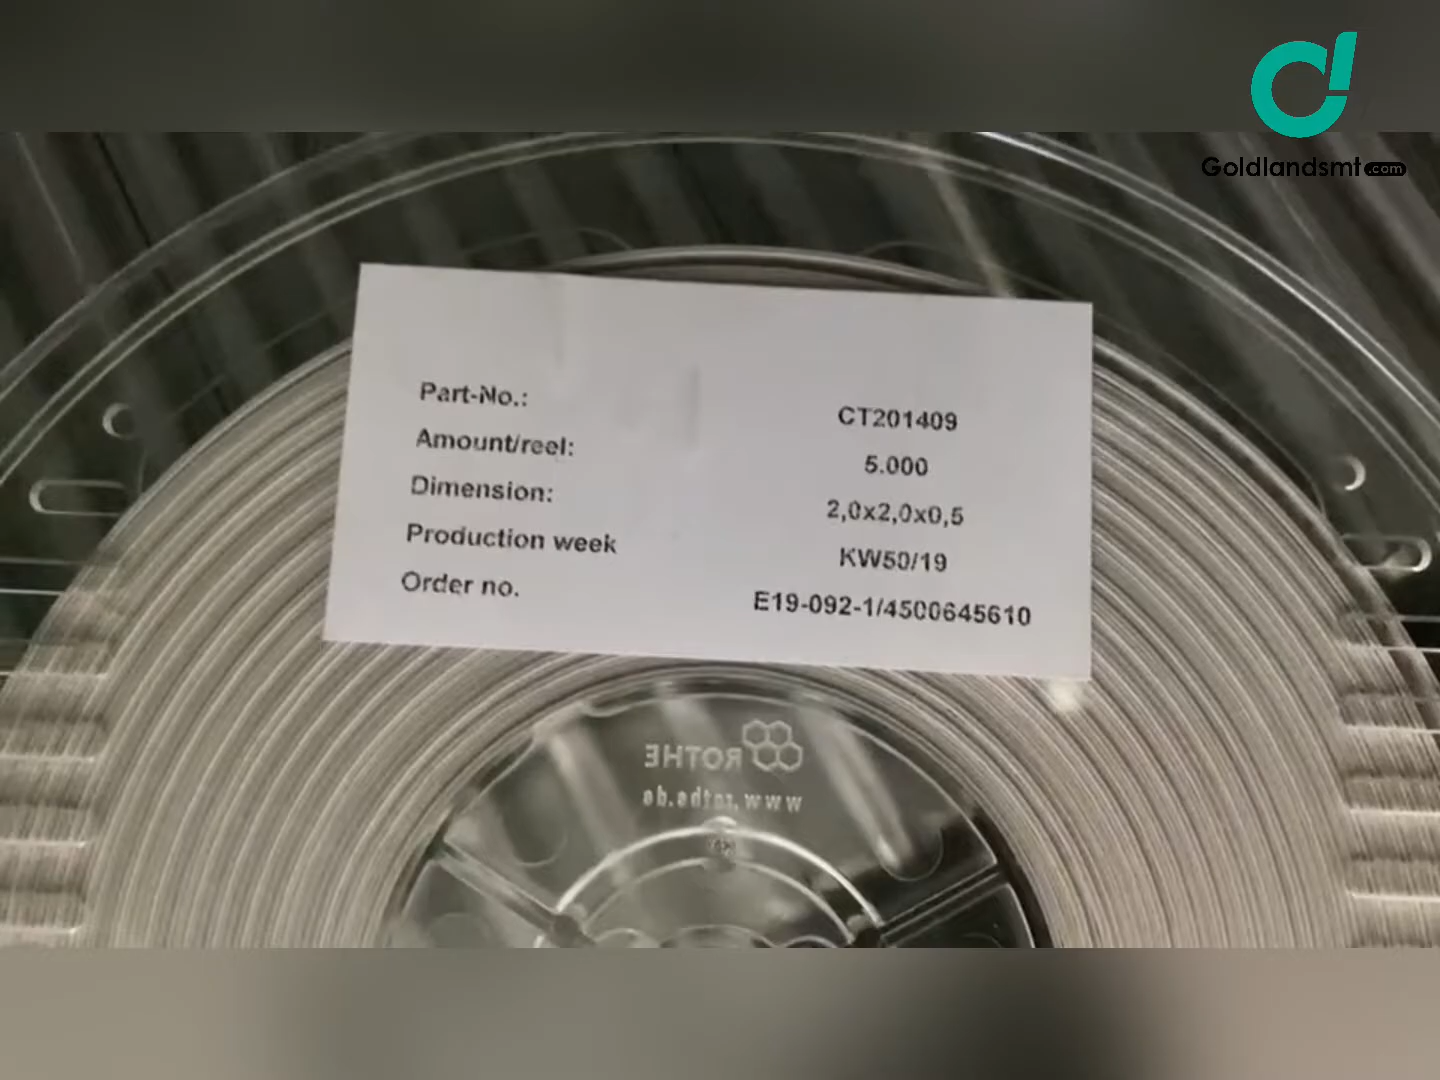 Goldlandsmt.com
Part-No.: CT201409
Amount/reel: 5.000
Dimension: 2,0x2,0x0,5
Production week KW50/19
Order no. E19-092-1/4500645610
ROTHE
www.rothe.de